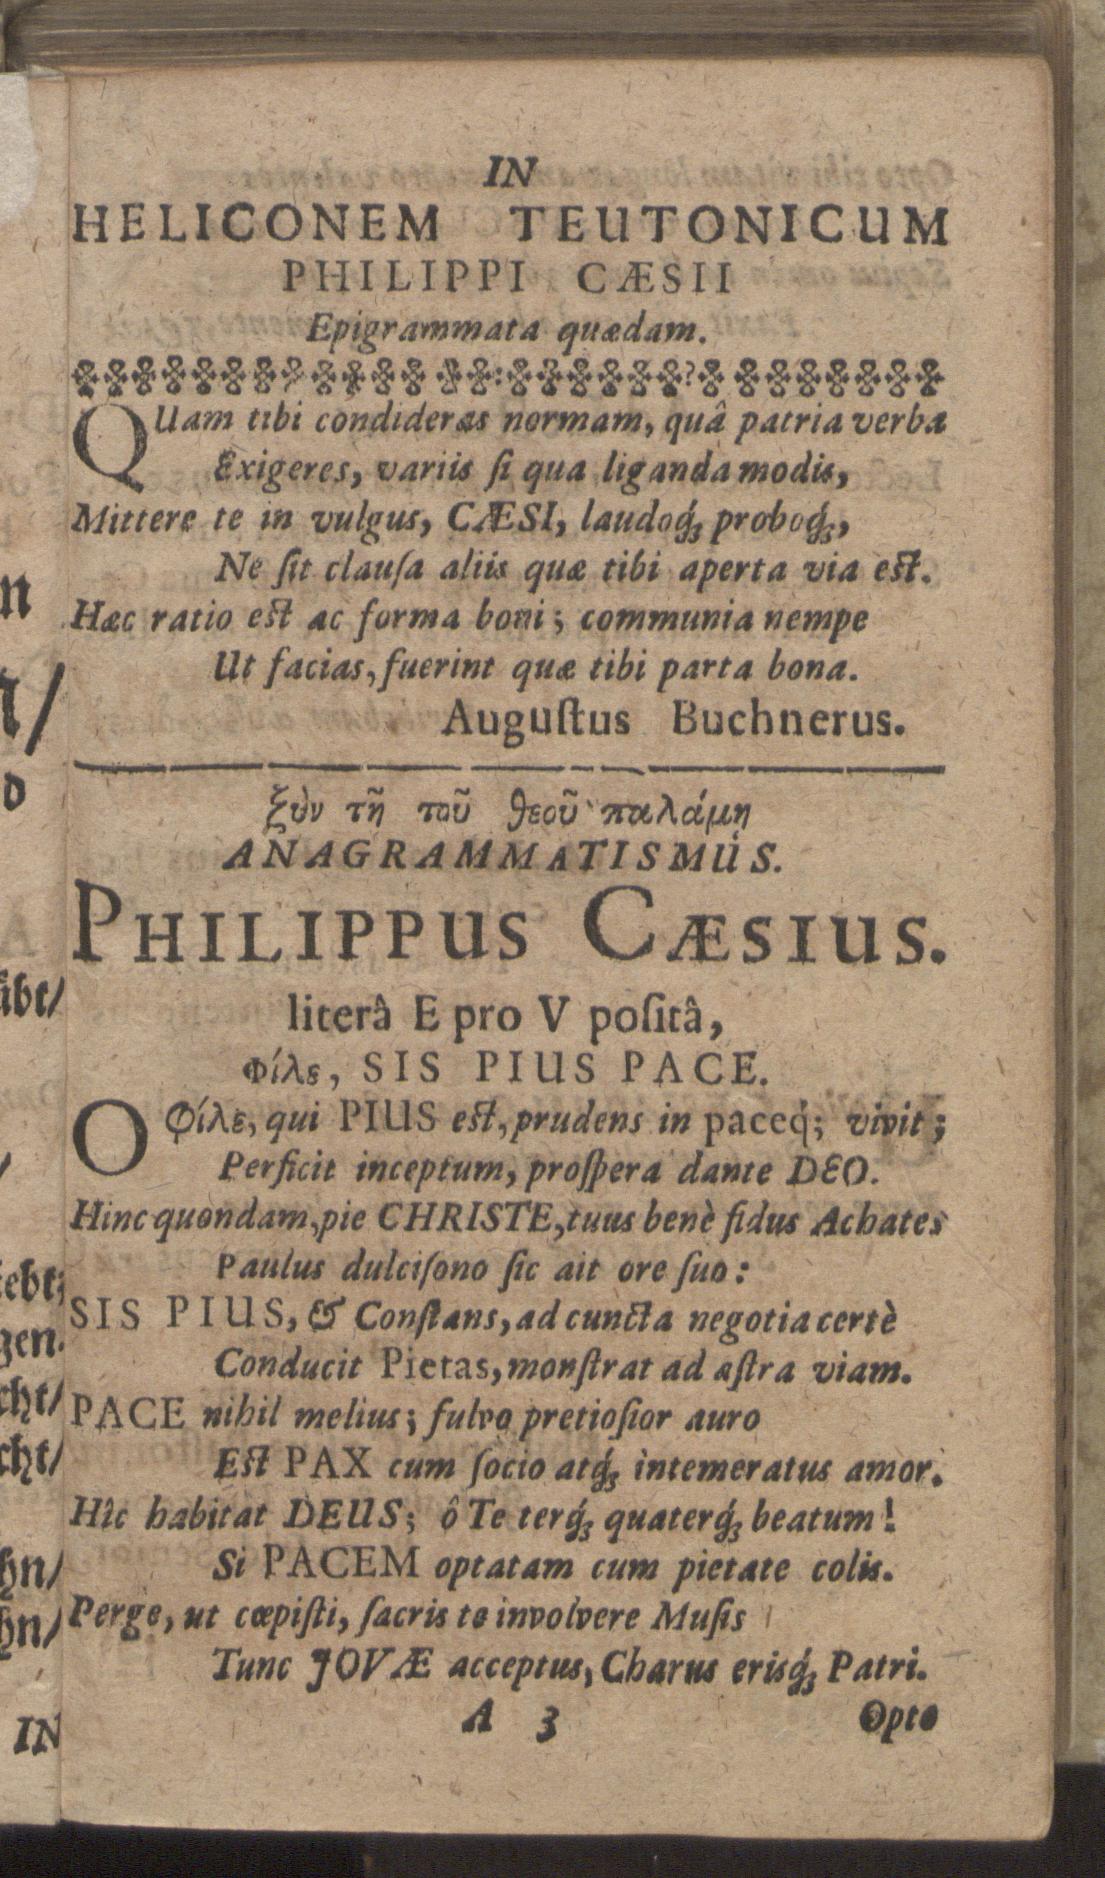 IN
HELICONEM TEUTONICUM
PHILIPPI CÆSII
Epigrammata quædam.
QUam tibi condideras normam, quâ patria verba
Exigeres, variis ſi qua liganda modis,
Mittere te in vulgus, CÆSI, laudoq́ꝫ proboq́ꝫ,
Ne ſit clauſa aliis quæ tibi aperta via eſt.
Hæc ratio eſt ac forma boni; communia nempe
Ut facias, fuerint quæ tibi parta bona.
Auguſtus Buchnerus.
ξὺν τῆ τοῦ θεοῦ παλάμη
ANAGRAMMATISMUS.
PHILIPPUS CÆSIUS.
literâ E pro V poſitâ,
Φίλε, SIS PIUS PACE.
O Φίλε, qui PIUS eſt, prudens in paceq́; vivit;
Perficit inceptum, proſpera dante DEO.
Hinc quondam, pie CHRISTE, tuus benè fidus Achates
Paulus dulciſono ſic ait ore ſuo:
SIS PIUS, & Conſtans, ad cuncta negotia certè
Conducit Pietas, monſtrat ad aſtra viam.
PACE nihil melius; fulvo pretioſior auro
Eſt PAX cum ſocio atq́ꝫ intemeratus amor.
Hîc habitat DEUS; ô Te terq́ꝫ quaterq́ꝫ beatum!
Si PACEM optatam cum pietate colis.
Perge, ut cœpiſti, ſacris te involvere Muſis
Tunc JOVÆ acceptus, Charus erisq́ꝫ Patri.
A 3 Opto